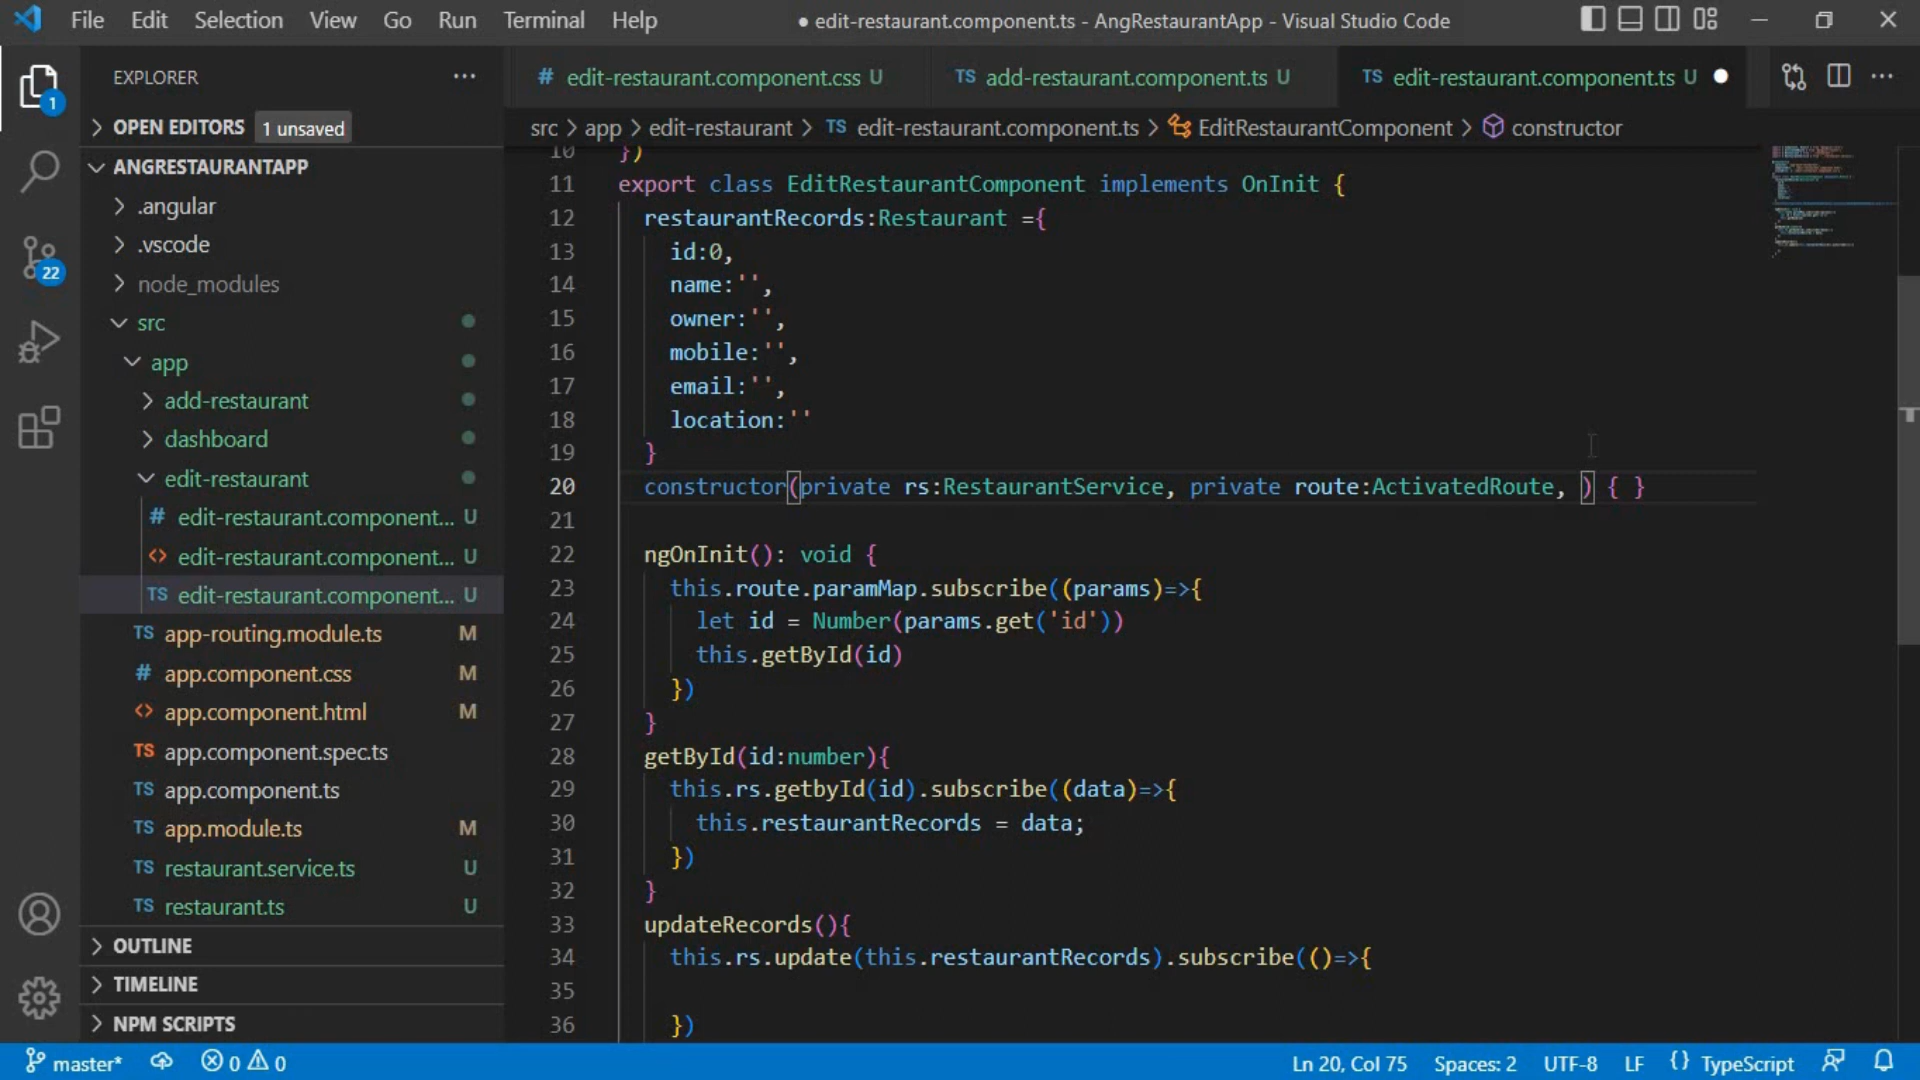 File Edit Selection View Go Run Terminal Help
● edit-restaurant.component.ts - AngRestaurantApp - Visual Studio Code
EXPLORER ...
OPEN EDITORS 1 unsaved
ANGRESTAURANTAPP
.angular
.vscode
node_modules
src
app
add-restaurant
dashboard
edit-restaurant
# edit-restaurant.component... U
<> edit-restaurant.component... U
TS edit-restaurant.component... U
TS app-routing.module.ts M
# app.component.css M
<> app.component.html M
TS app.component.spec.ts
TS app.component.ts
TS app.module.ts M
TS restaurant.service.ts U
TS restaurant.ts U
OUTLINE
TIMELINE
NPM SCRIPTS
1
22
# edit-restaurant.component.css U TS add-restaurant.component.ts U TS edit-restaurant.component.ts U ● ...
src > app > edit-restaurant > TS edit-restaurant.component.ts > EditRestaurantComponent > constructor
10 })
11 export class EditRestaurantComponent implements OnInit {
12 restaurantRecords:Restaurant ={
13 id:0,
14 name:'',
15 owner:'',
16 mobile:'',
17 email:'',
18 location:''
19 }
20 constructor(private rs:RestaurantService, private route:ActivatedRoute, ) { }
21
22 ngOnInit(): void {
23 this.route.paramMap.subscribe((params)=>{
24 let id = Number(params.get('id'))
25 this.getById(id)
26 })
27 }
28 getById(id:number){
29 this.rs.getbyId(id).subscribe((data)=>{
30 this.restaurantRecords = data;
31 })
32 }
33 updateRecords(){
34 this.rs.update(this.restaurantRecords).subscribe(()=>{
35
36 })
master* 0 0 Ln 20, Col 75 Spaces: 2 UTF-8 LF {} TypeScript